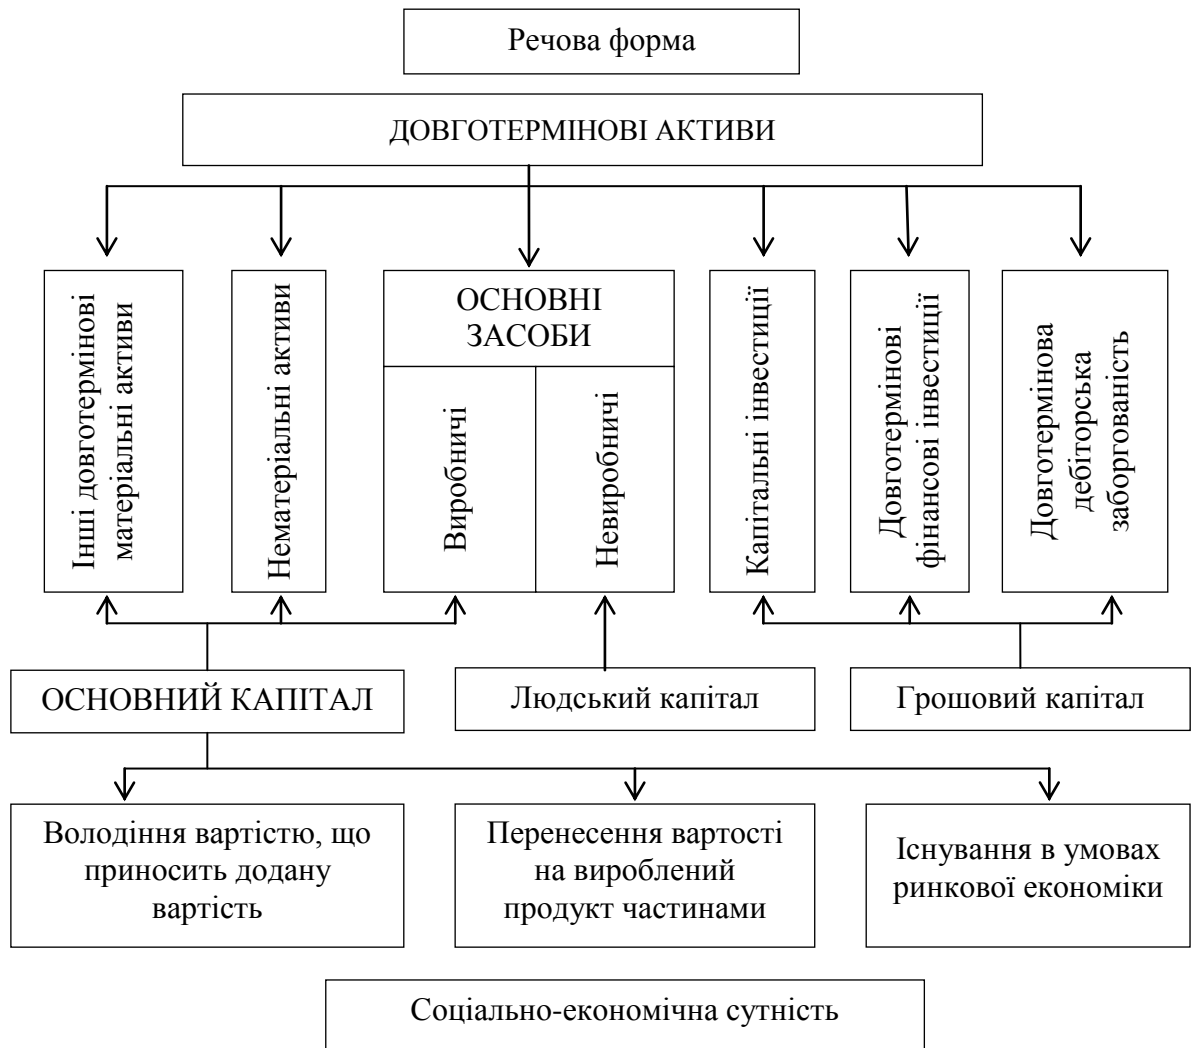 Речова форма
ДОВГОТЕРМІНОВІ АКТИВИ
Інші довготермінові
матеріальні активи
Нематеріальні активи
ОСНОВНІ
ЗАСОБИ
Виробничі
Невиробничі
Капітальні інвестиції
Довготермінові
фінансові інвестиції
Довготермінова
дебіторська
заборгованість
ОСНОВНИЙ КАПІТАЛ
Людський капітал
Грошовий капітал
Володіння вартістю, що
приносить додану
вартість
Перенесення вартості
на вироблений
продукт частинами
Існування в умовах
ринкової економіки
Соціально-економічна сутність